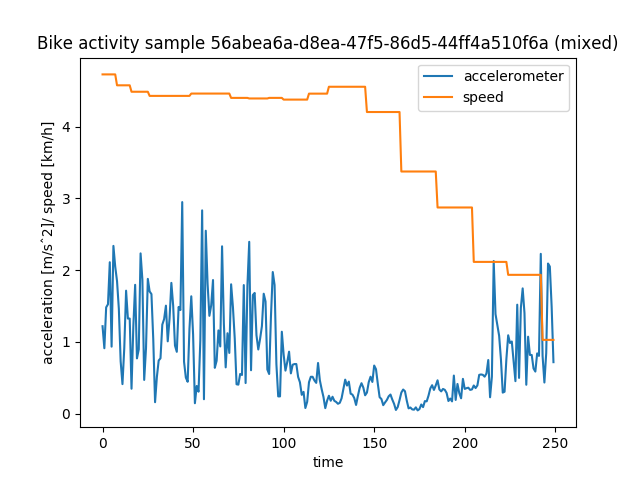 Bike activity sample 56abea6a-d8ea-47f5-86d5-44ff4a510f6a (mixed)
accelerometer
speed
acceleration [m/s^2]/ speed [km/h]
4
3
2
1
0
0
50
100
150
200
250
time